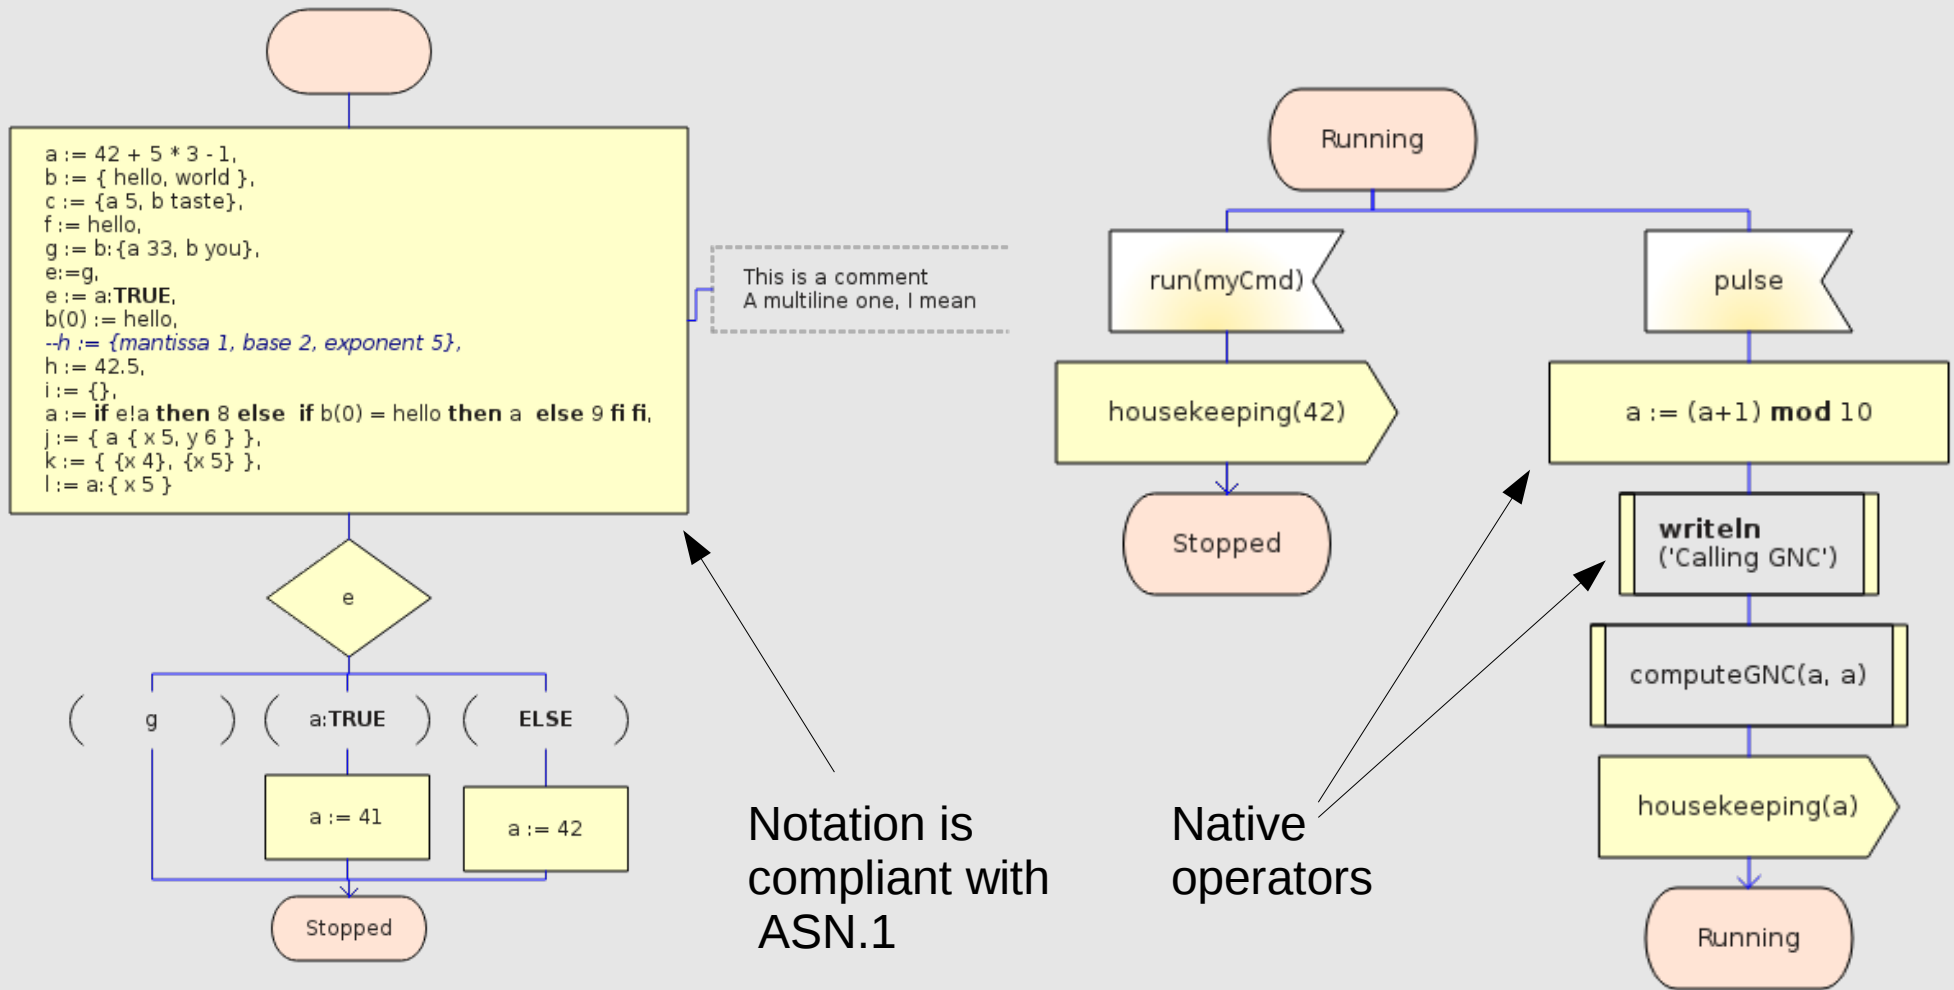 a := 42 + 5 * 3 - 1,
b := { hello, world },
c := {a 5, b taste},
f := hello,
g := b:{a 33, b you},
e:=g,
e := a:TRUE,
b(0) := hello,
--h := {mantissa 1, base 2, exponent 5},
h := 42.5,
i := {},
a := if e!a then 8 else  if b(0) = hello then a  else 9 fi fi,
j := { a { x 5, y 6 } },
k := { {x 4}, {x 5} },
l := a:{ x 5 }
This is a comment
A multiline one, I mean
e
g
a:TRUE
ELSE
a := 41
a := 42
Stopped
Notation is
compliant with
ASN.1
Running
run(myCmd)
housekeeping(42)
Stopped
pulse
a := (a+1) mod 10
writeln
('Calling GNC')
computeGNC(a, a)
housekeeping(a)
Running
Native
operators